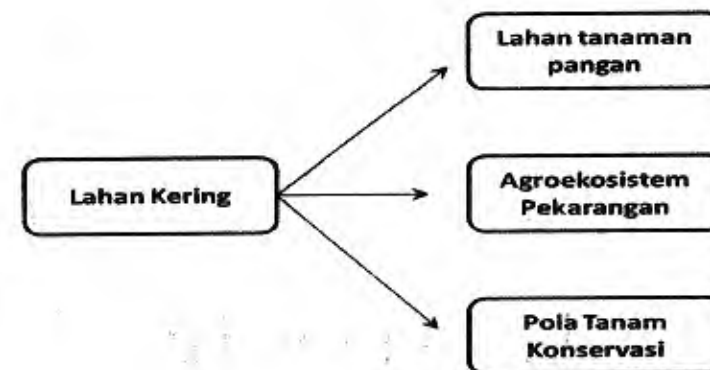 Lahan tanaman
pangan
Lahan Kering
Agroekosistem
Pekarangan
Pola Tanam
Konservasi